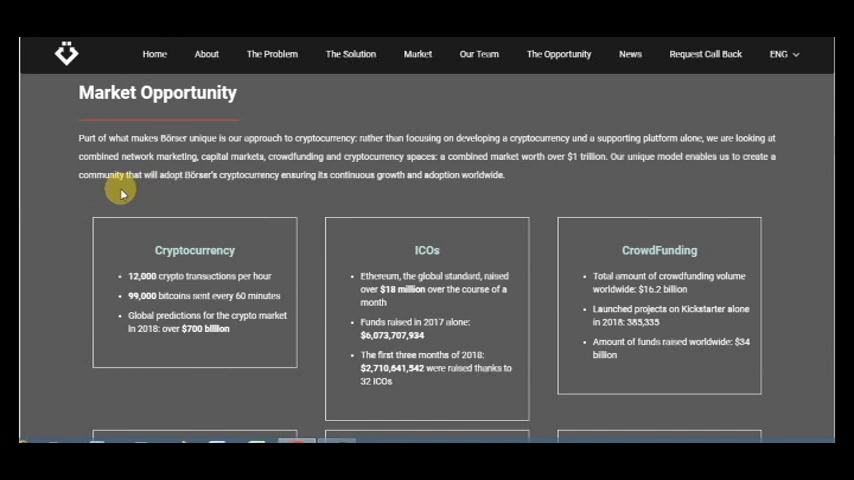 Home About The Problem The Solution Market Our Team The Opportunity News Request Call Back ENG
Market Opportunity
Part of what makes Börser unique is our approach to cryptocurrency: rather than focusing on developing a cryptocurrency and a supporting platform alone, we are looking at
combined network marketing, capital markets, crowdfunding and cryptocurrency spaces: a combined market worth over $1 trillion. Our unique model enables us to create a
community that will adopt Börser's cryptocurrency ensuring its continuous growth and adoption worldwide.
Cryptocurrency
• 12,000 crypto transactions per hour
• 99,000 bitcoins sent every 60 minutes
• Global predictions for the crypto market
in 2018: over $700 billion
ICOs
• Ethereum, the global standard, raised
over $18 million over the course of a
month
• Funds raised in 2017 alone:
$6,073,707,934
• The first three months of 2018:
$2,710,641,542 were raised thanks to
32 ICOs
CrowdFunding
• Total amount of crowdfunding volume
worldwide: $16.2 billion
• Launched projects on Kickstarter alone
in 2018: 385,335
• Amount of funds raised worldwide: $34
billion